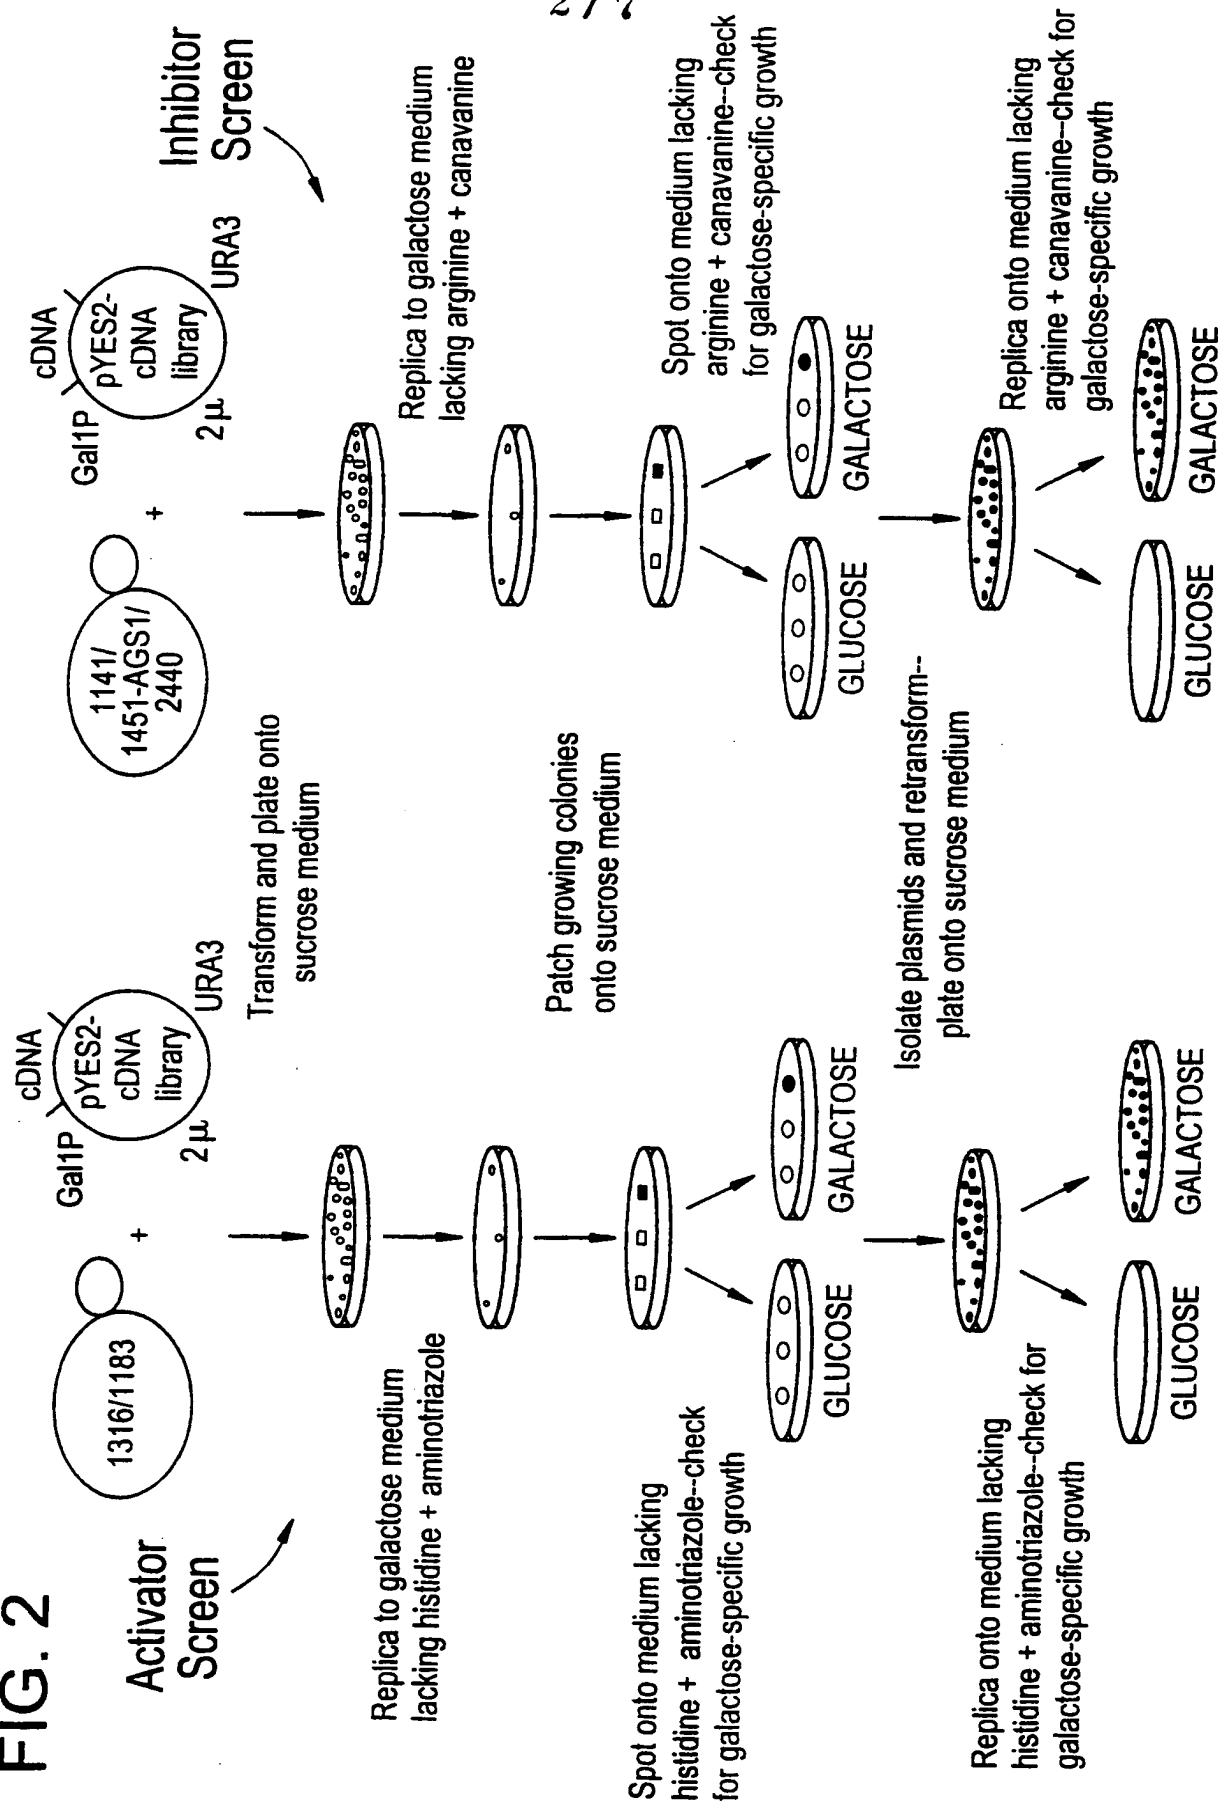 2/7
FIG. 2
Activator
Screen
1316/1183
+
Gal1P
cDNA
pYES2-
cDNA
library
2μ
URA3
Transform and plate onto
sucrose medium
Replica to galactose medium
lacking histidine + aminotriazole
Patch growing colonies
onto sucrose medium
Spot onto medium lacking
histidine + aminotriazole--check
for galactose-specific growth
GLUCOSE
GALACTOSE
Isolate plasmids and retransform--
plate onto sucrose medium
Replica onto medium lacking
histidine + aminotriazole--check for
galactose-specific growth
GLUCOSE
GALACTOSE
Inhibitor
Screen
1141/
1451-AGS1/
2440
+
Gal1P
cDNA
pYES2-
cDNA
library
2μ
URA3
Replica to galactose medium
lacking arginine + canavanine
Spot onto medium lacking
arginine + canavanine--check
for galactose-specific growth
GLUCOSE
GALACTOSE
Replica onto medium lacking
arginine + canavanine--check for
galactose-specific growth
GLUCOSE
GALACTOSE